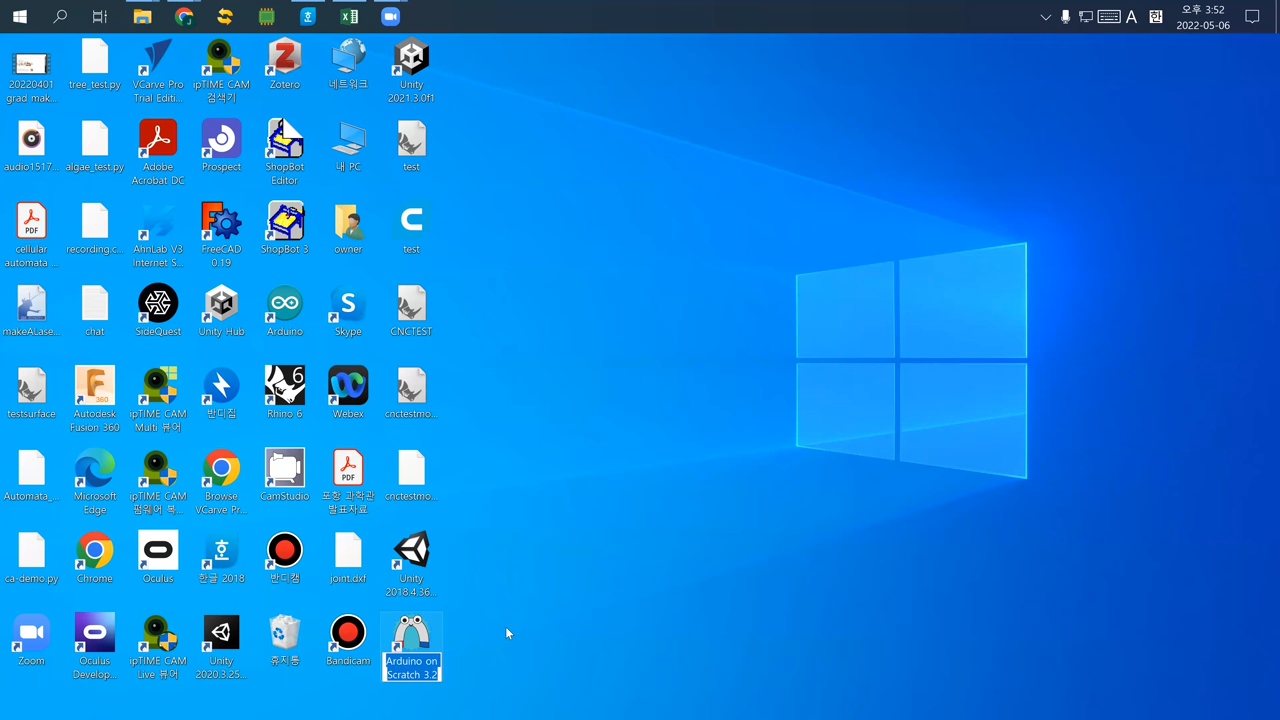 오후 3:52
A
한
2022-05-06
20220401
grad mak...
tree_test.py
VCarve Pro
Trial Editi...
ipTIME CAM
검색기
Zotero
네트워크
Unity
2021.3.0f1
audio1517...
algae_test.py
Adobe
Acrobat DC
Prospect
ShopBot
Editor
내 PC
test
PDF
cellular
automata ...
recording.c...
AhnLab V3
Internet S...
FreeCAD
0.19
ShopBot 3
owner
test
makeALase...
chat
SideQuest
Unity Hub
Arduino
Skype
CNCTEST
testsurface
Autodesk
Fusion 360
ipTIME CAM
Multi 뷰어
반디집
Rhino 6
Webex
cnctestmo...
Automata_...
Microsoft
Edge
ipTIME CAM
펌웨어 복...
Browse
VCarve Pr...
CamStudio
PDF
포항 과학관
발표자료
cnctestmo...
ca-demo.py
Chrome
Oculus
한글 2018
반디캠
joint.dxf
Unity
2018.4.36...
Zoom
Oculus
Develop...
ipTIME CAM
Live 뷰어
Unity
2020.3.25...
휴지통
Bandicam
Arduino on
Scratch 3.2